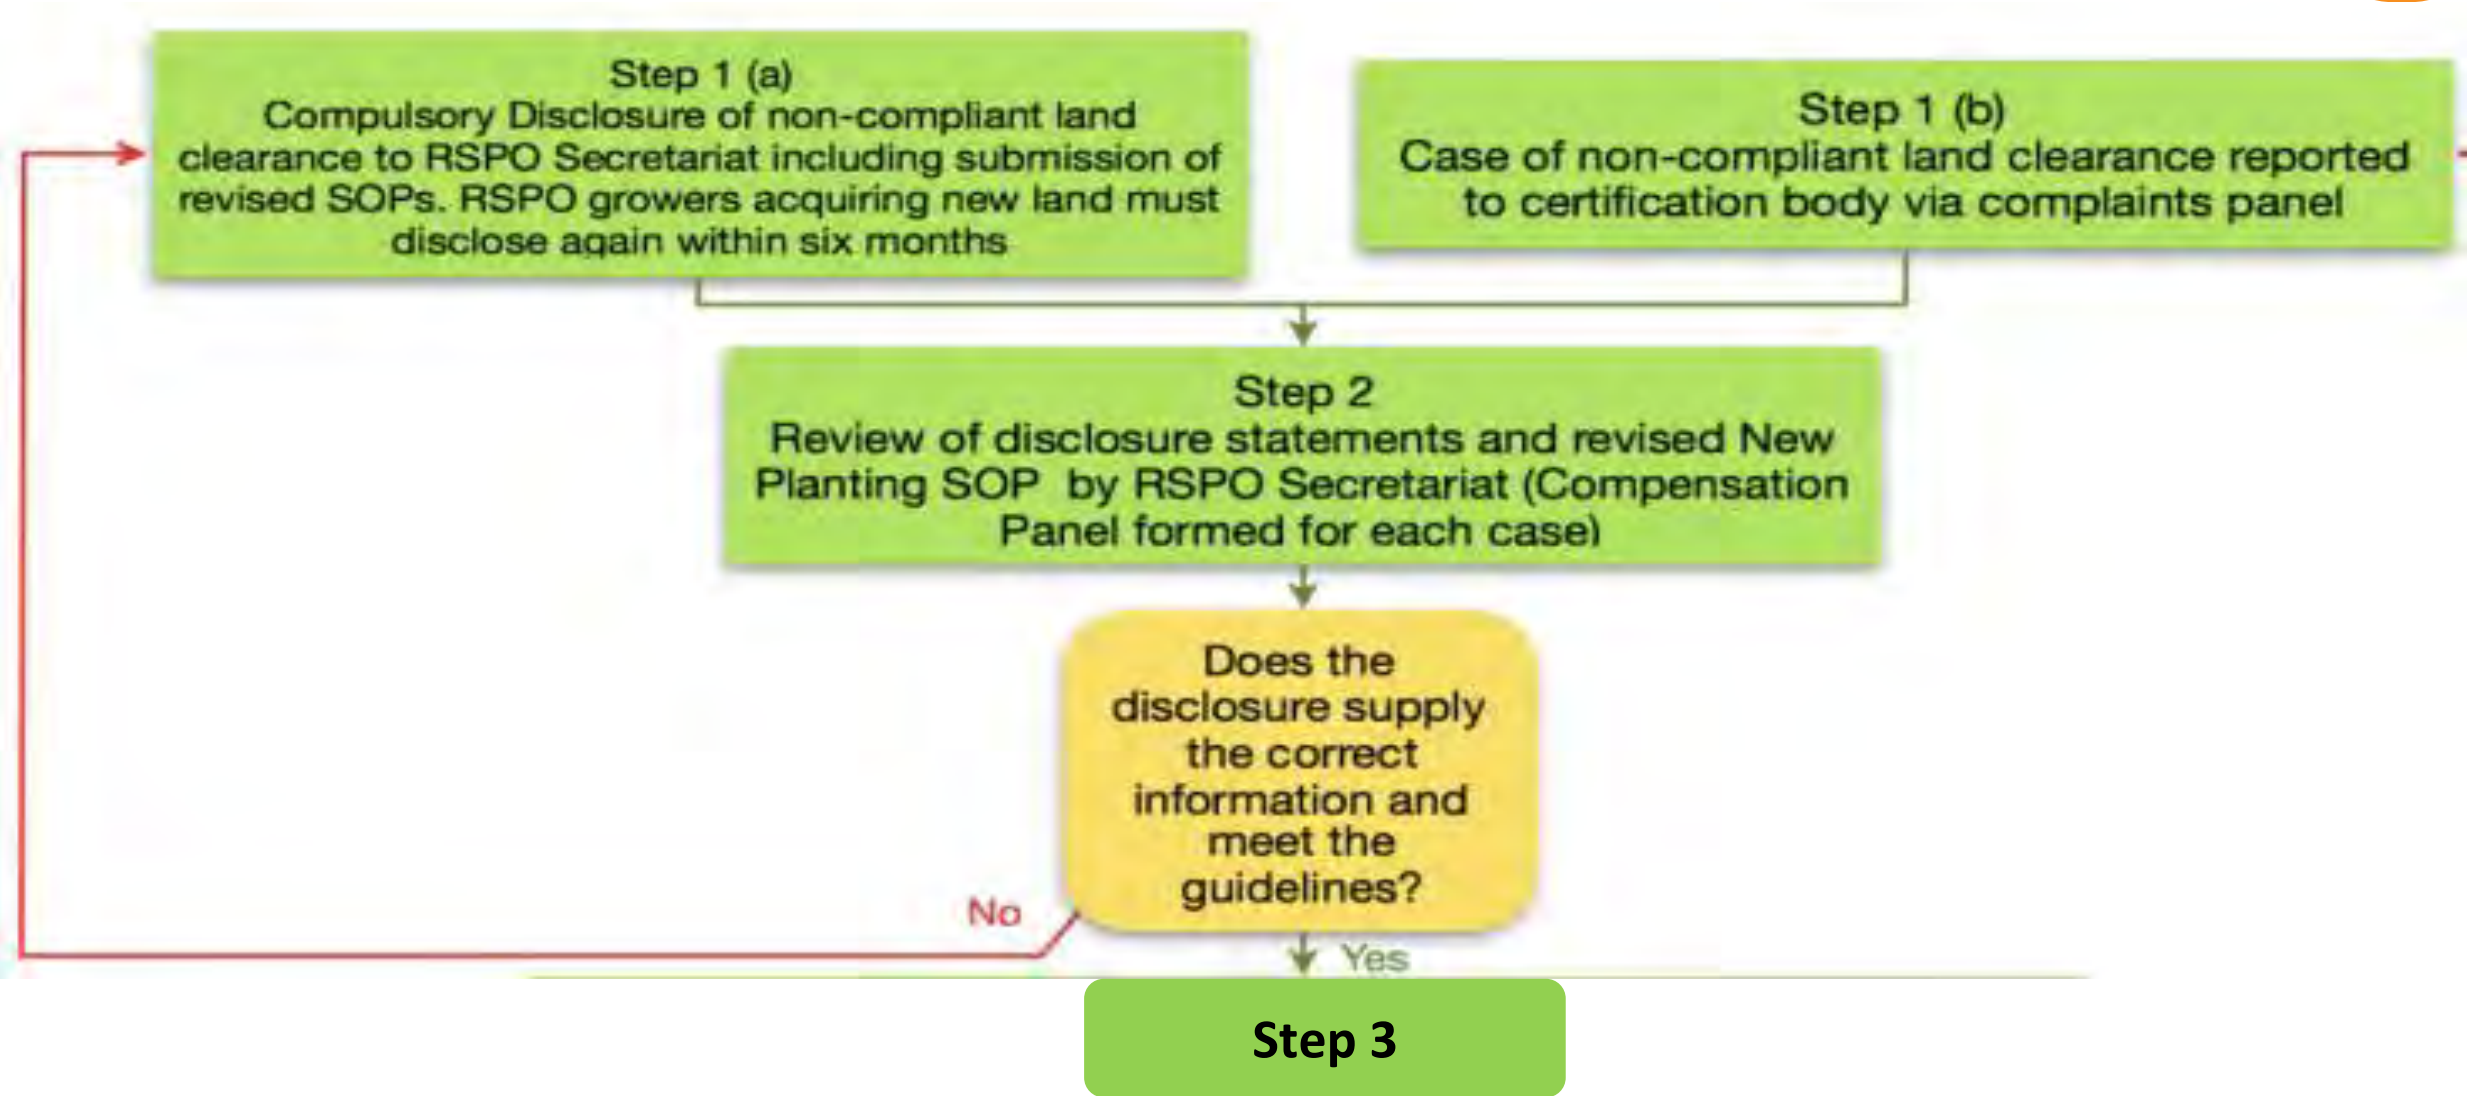 Step 1 (a)
Compulsory Disclosure of non-compliant land
clearance to RSPO Secretariat including submission of
revised SOPs. RSPO growers acquiring new land must
disclose again within six months
Step 1 (b)
Case of non-compliant land clearance reported
to certification body via complaints panel
Step 2
Review of disclosure statements and revised New
Planting SOP by RSPO Secretariat (Compensation
Panel formed for each case)
Does the
disclosure supply
the correct
information and
meet the
guidelines?
No
Yes
Step 3